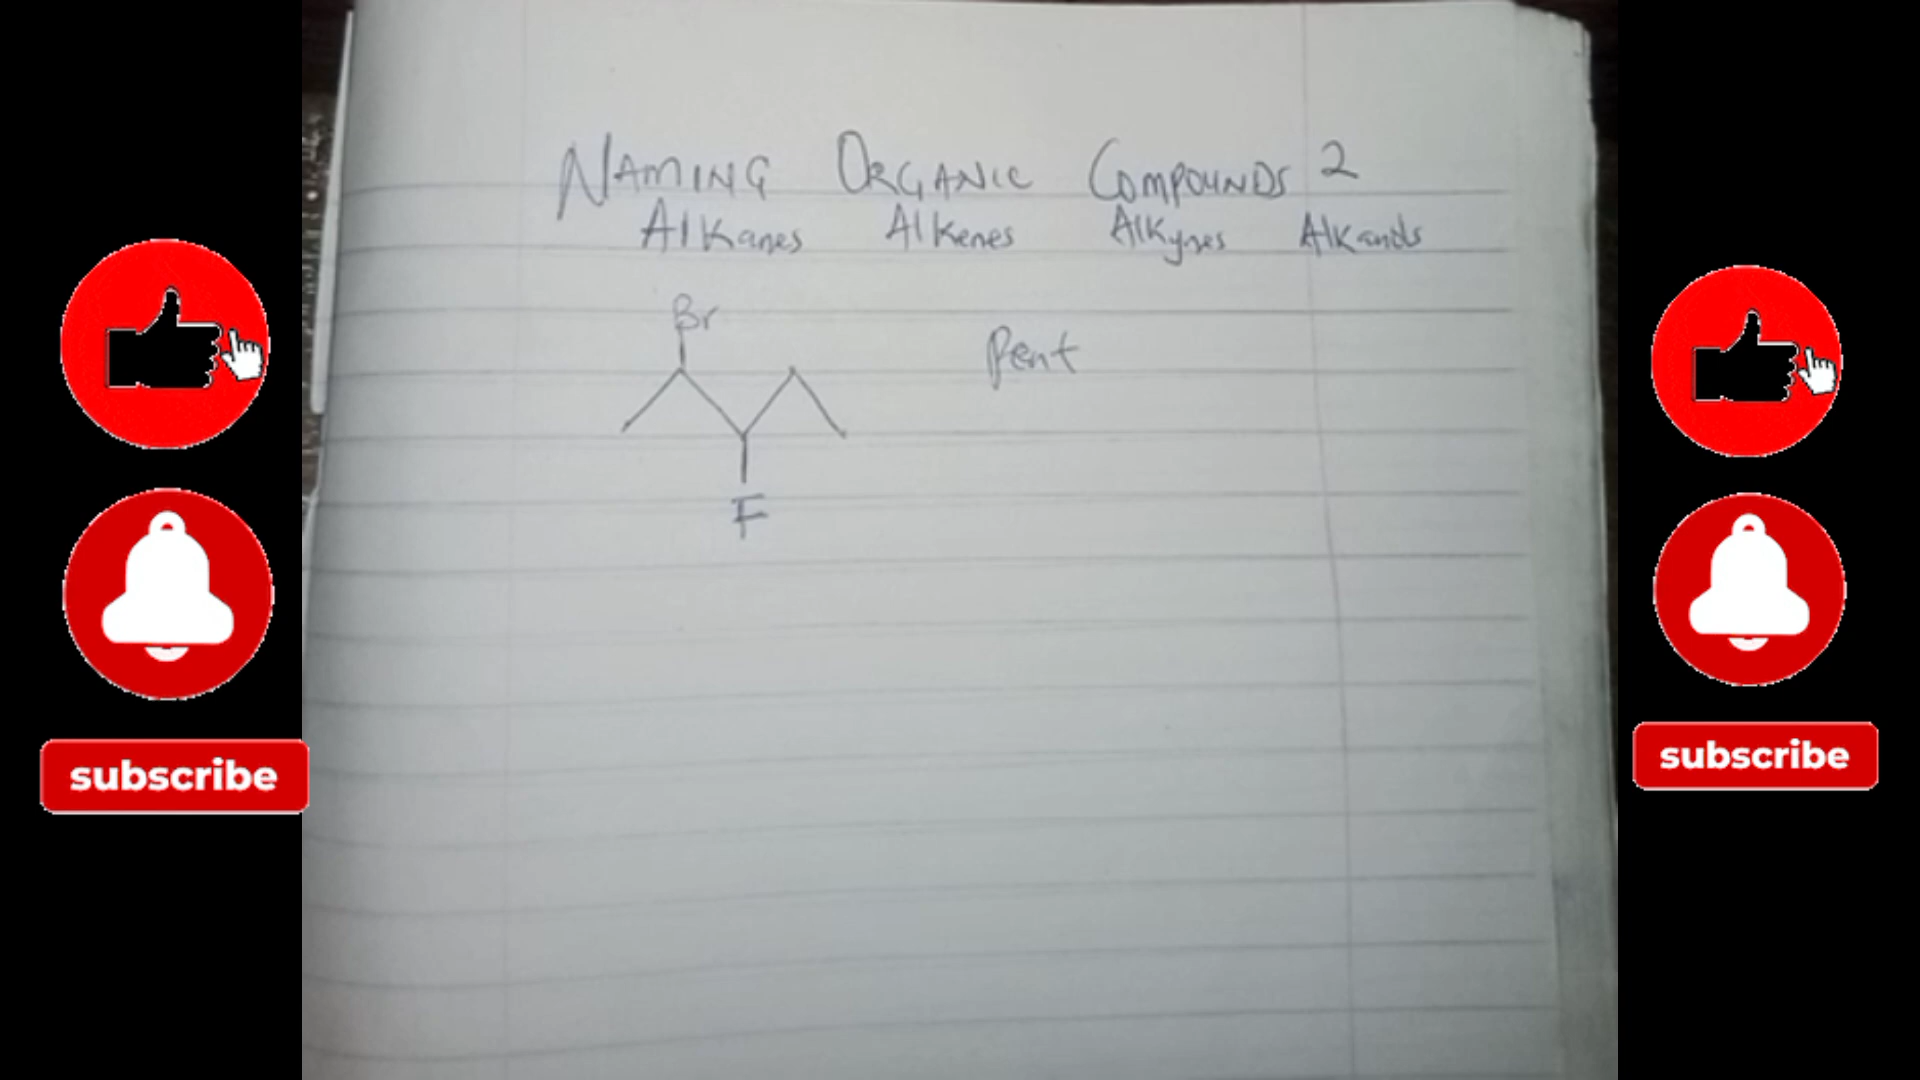 NAMING ORGANIC COMPOUNDS 2
Alkanes Alkenes Alkynes Alkanols
Br
Pent
F
subscribe
subscribe